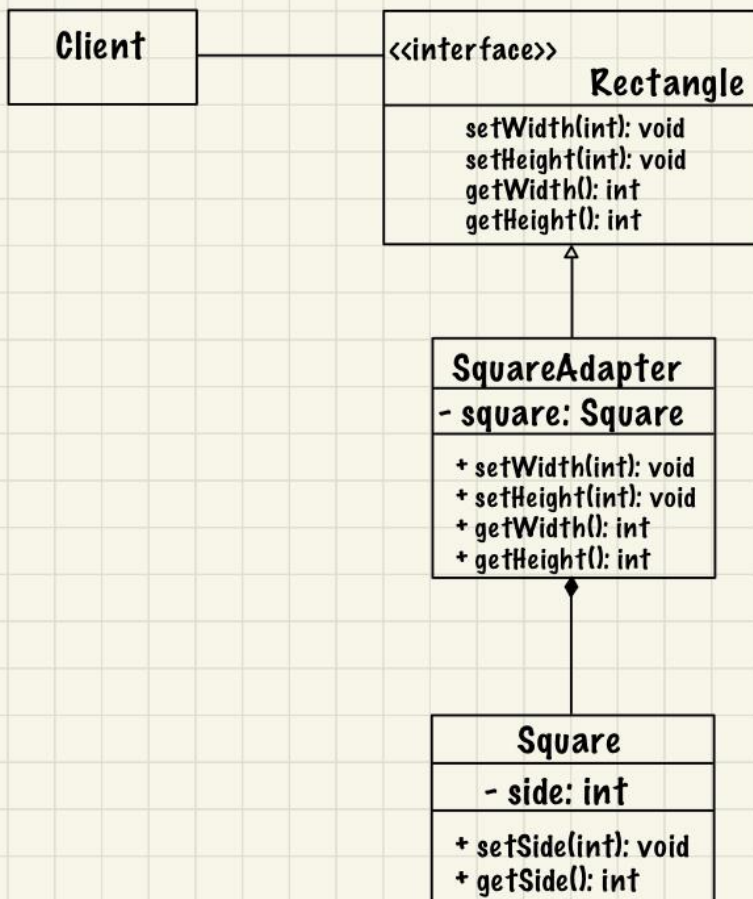 Client
<<interface>>
Rectangle
setWidth(int): void
setHeight(int): void
getWidth(): int
getHeight(): int
SquareAdapter
- square: Square
+ setWidth(int): void
+ setHeight(int): void
+ getWidth(): int
+ getHeight(): int
Square
- side: int
+ setSide(int): void
+ getSide(): int